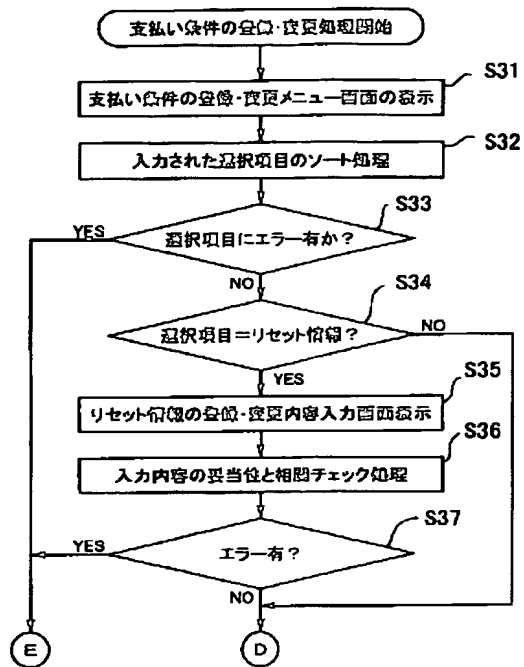 支払い条件の登録・変更処理開始
S31
支払い条件の登録・変更メニュー画面の表示
S32
入力された選択項目のソート処理
S33
YES
選択項目にエラー有か？
NO
S34
選択項目＝リセット情報？
NO
YES
S35
リセット情報の登録・変更内容入力画面表示
S36
入力内容の妥当性と相関チェック処理
S37
YES
エラー有？
NO
E
D